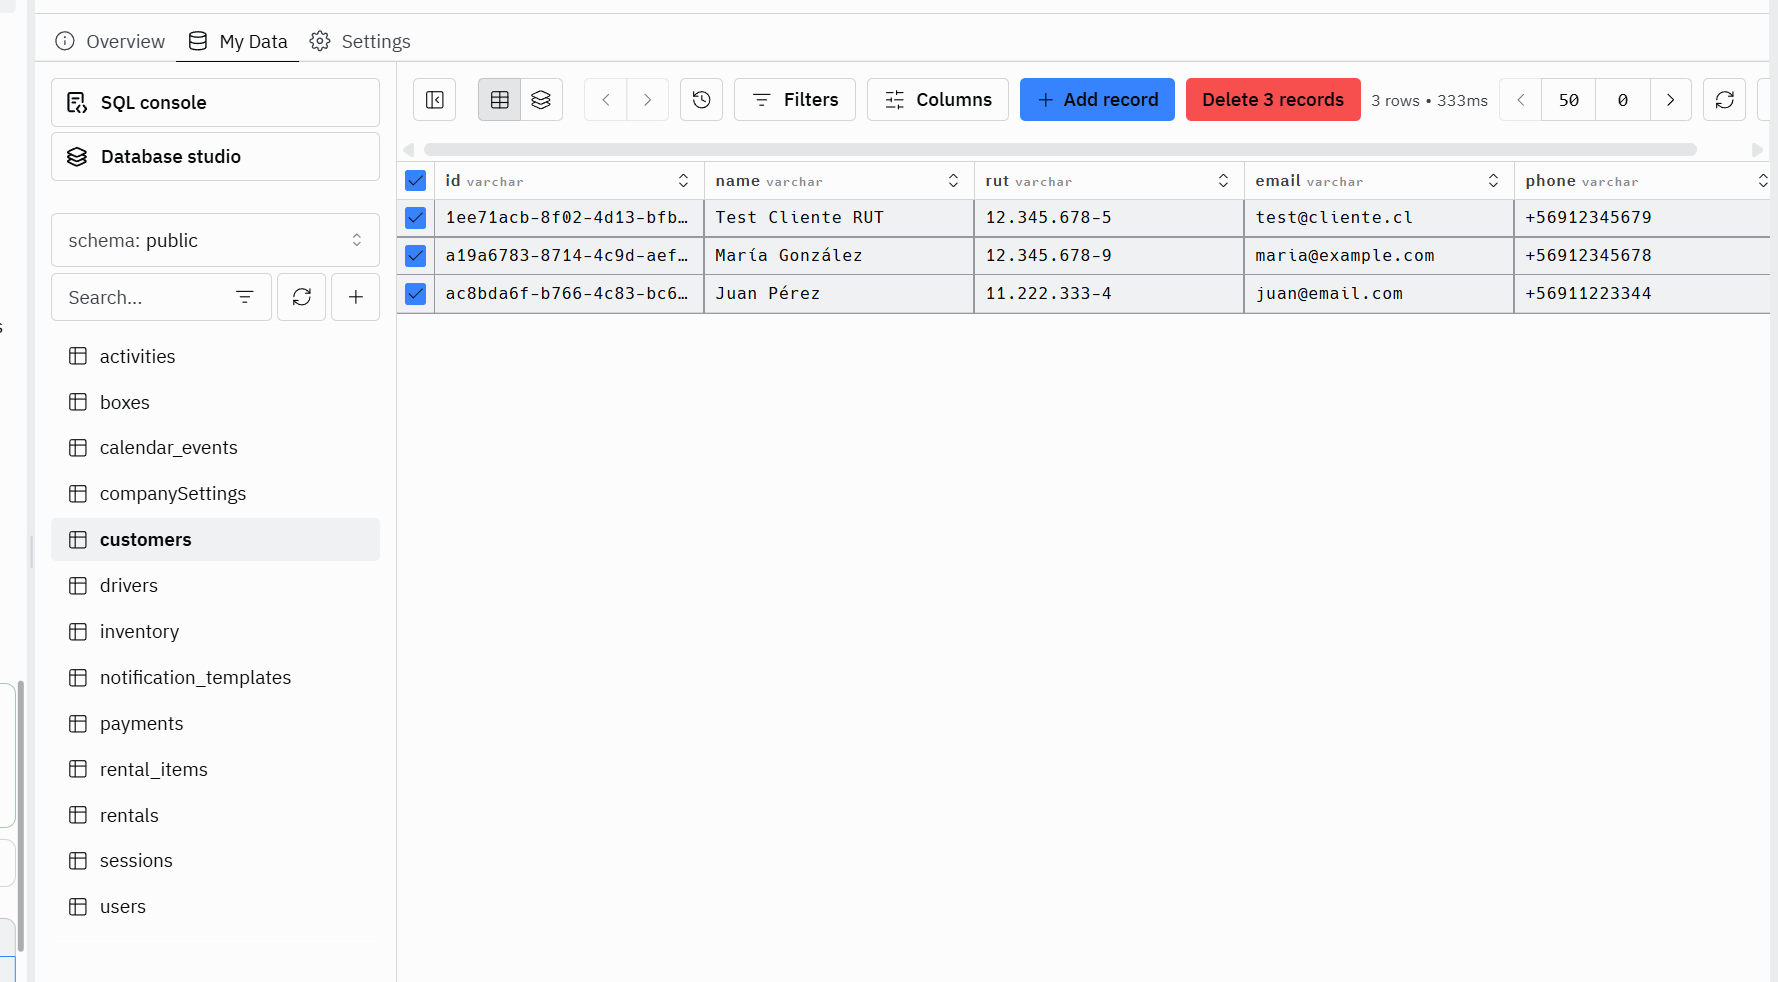 Overview My Data Settings
SQL console
Database studio
schema: public
Search...
activities
boxes
calendar_events
companySettings
customers
drivers
inventory
notification_templates
payments
rental_items
rentals
sessions
users
Filters Columns + Add record Delete 3 records 3 rows • 333ms 50 0
id varchar name varchar rut varchar email varchar phone varchar
1ee71acb-8f02-4d13-bfb… Test Cliente RUT 12.345.678-5 test@cliente.cl +56912345679
a19a6783-8714-4c9d-aef… María González 12.345.678-9 maria@example.com +56912345678
ac8bda6f-b766-4c83-bc6… Juan Pérez 11.222.333-4 juan@email.com +56911223344